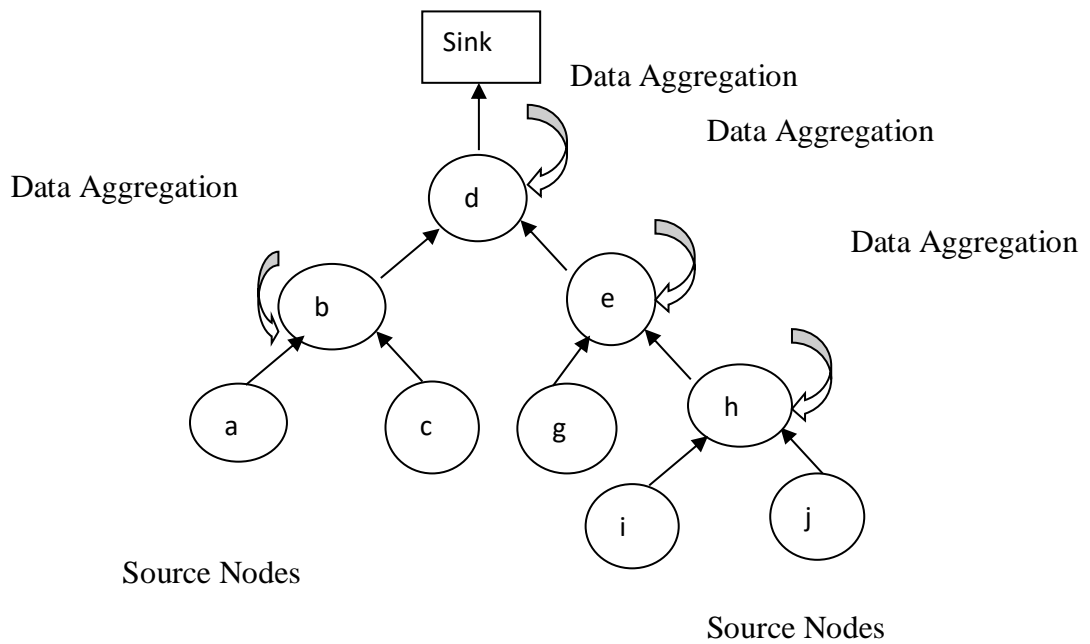 Sink
Data Aggregation
Data Aggregation
Data Aggregation
d
Data Aggregation
b
e
a
c
g
h
i
j
Source Nodes
Source Nodes